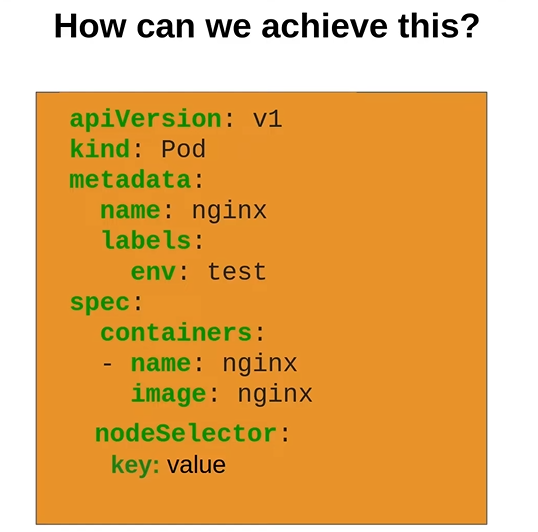 How can we achieve this?
apiVersion: v1
kind: Pod
metadata:
  name: nginx
  labels:
    env: test
spec:
  containers:
  - name: nginx
    image: nginx
  nodeSelector:
   key: value